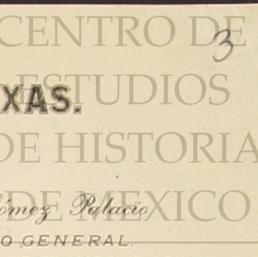 CENTRO DE
3
ESTUDIOS
XAS.
DE HISTORIA
Gómez Palacio
DE MEXICO
O GENERAL.